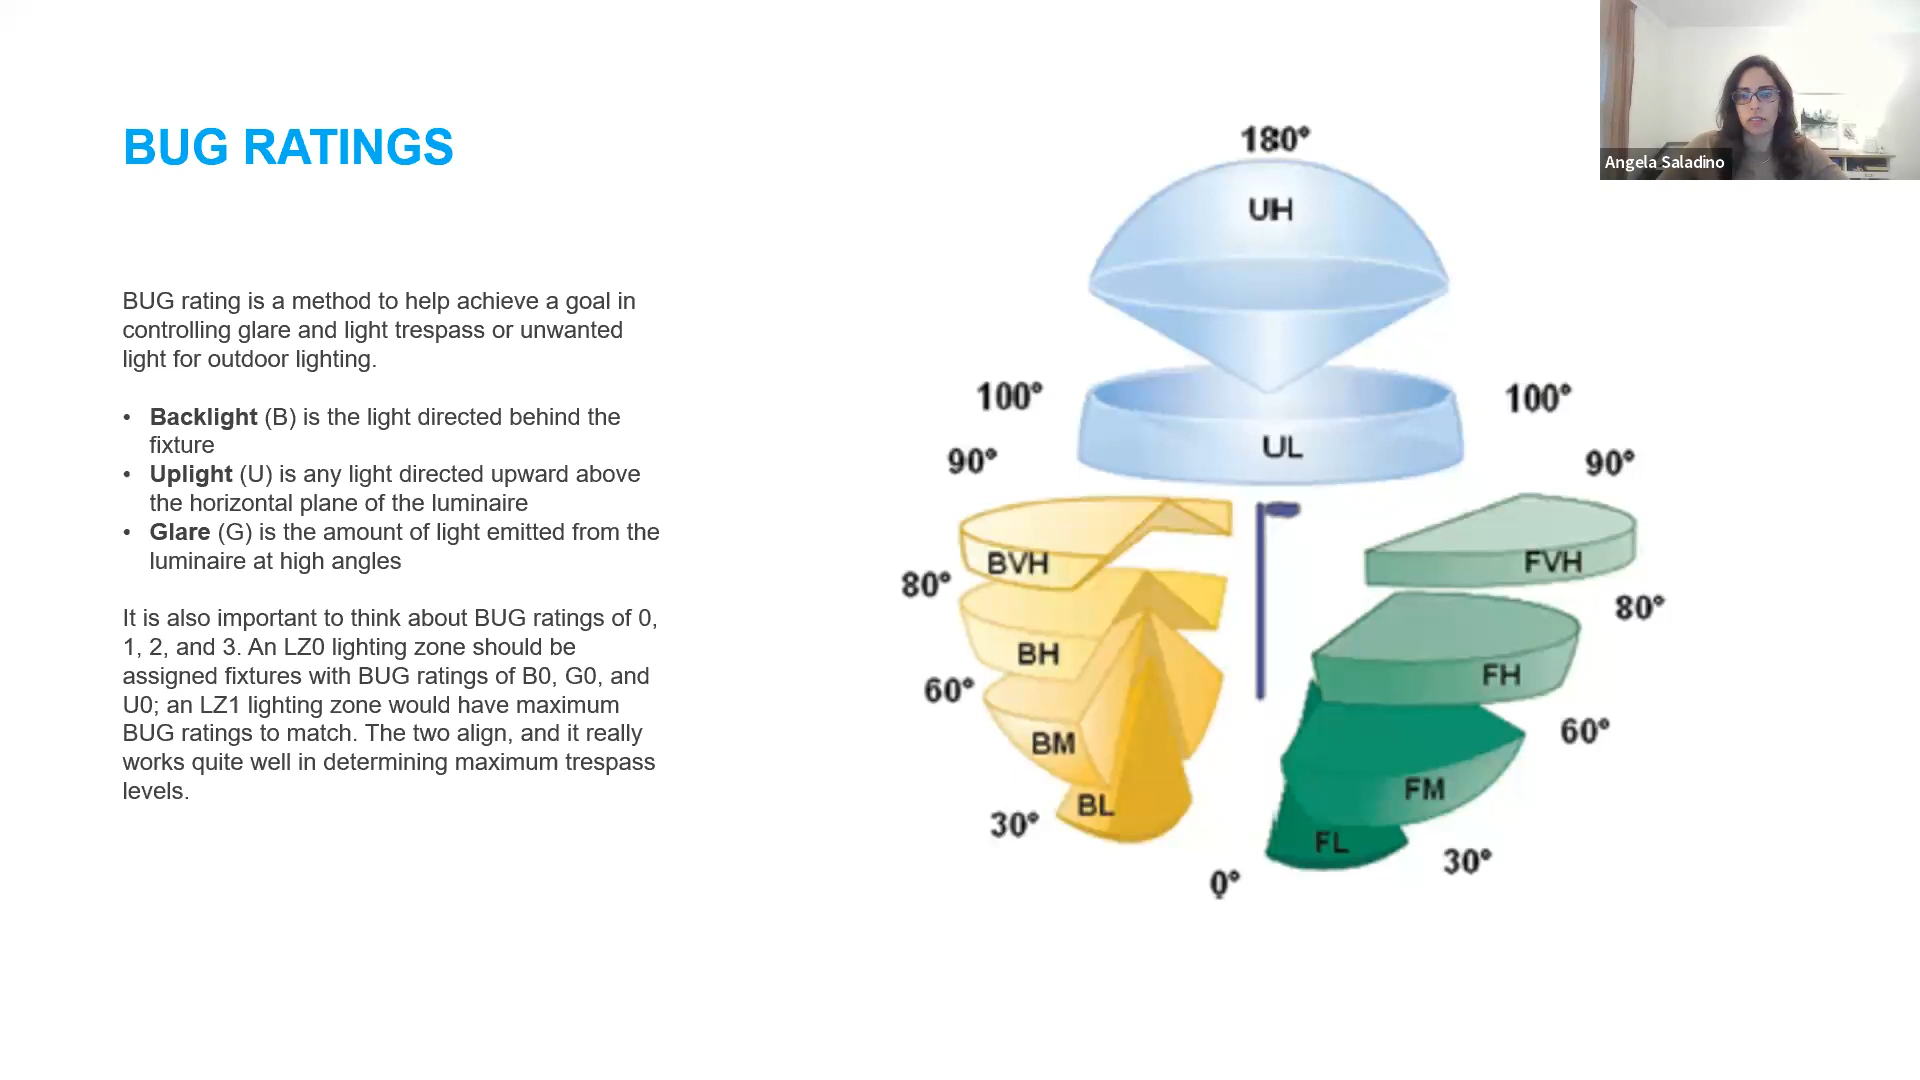 BUG RATINGS
BUG rating is a method to help achieve a goal in
controlling glare and light trespass or unwanted
light for outdoor lighting.
• Backlight (B) is the light directed behind the
fixture
• Uplight (U) is any light directed upward above
the horizontal plane of the luminaire
• Glare (G) is the amount of light emitted from the
luminaire at high angles
It is also important to think about BUG ratings of 0,
1, 2, and 3. An LZ0 lighting zone should be
assigned fixtures with BUG ratings of B0, G0, and
U0; an LZ1 lighting zone would have maximum
BUG ratings to match. The two align, and it really
works quite well in determining maximum trespass
levels.
180°
UH
100°
100°
UL
90°
90°
BVH
FVH
80°
80°
BH
FH
60°
60°
BM
FM
BL
FL
30°
30°
0°
Angela Saladino